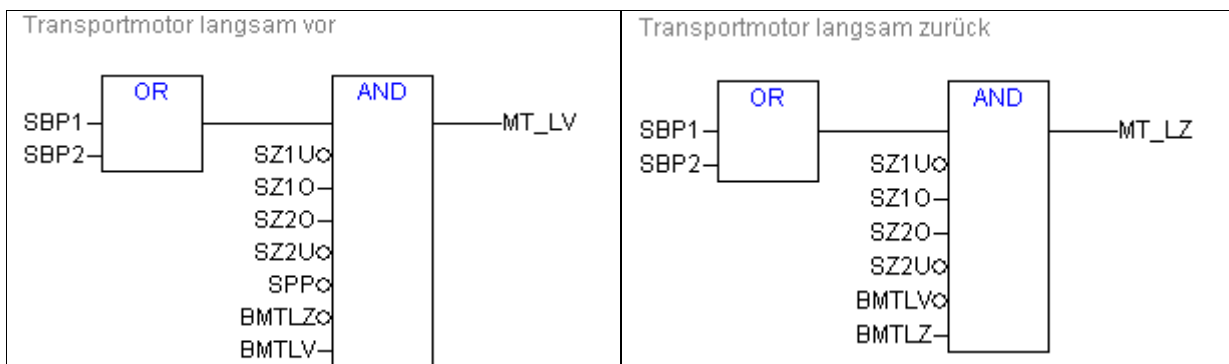 Transportmotor langsam vor
OR
AND
SBP1
MT_LV
SBP2
SZ1U
SZ1O
SZ2O
SZ2U
SPP
BMTLZ
BMTLV
Transportmotor langsam zurück
OR
AND
SBP1
MT_LZ
SBP2
SZ1U
SZ1O
SZ2O
SZ2U
BMTLV
BMTLZ